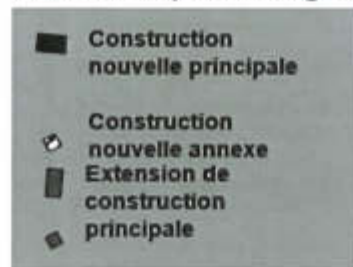 Construction
nouvelle principale
Construction
nouvelle annexe
Extension de
construction
principale